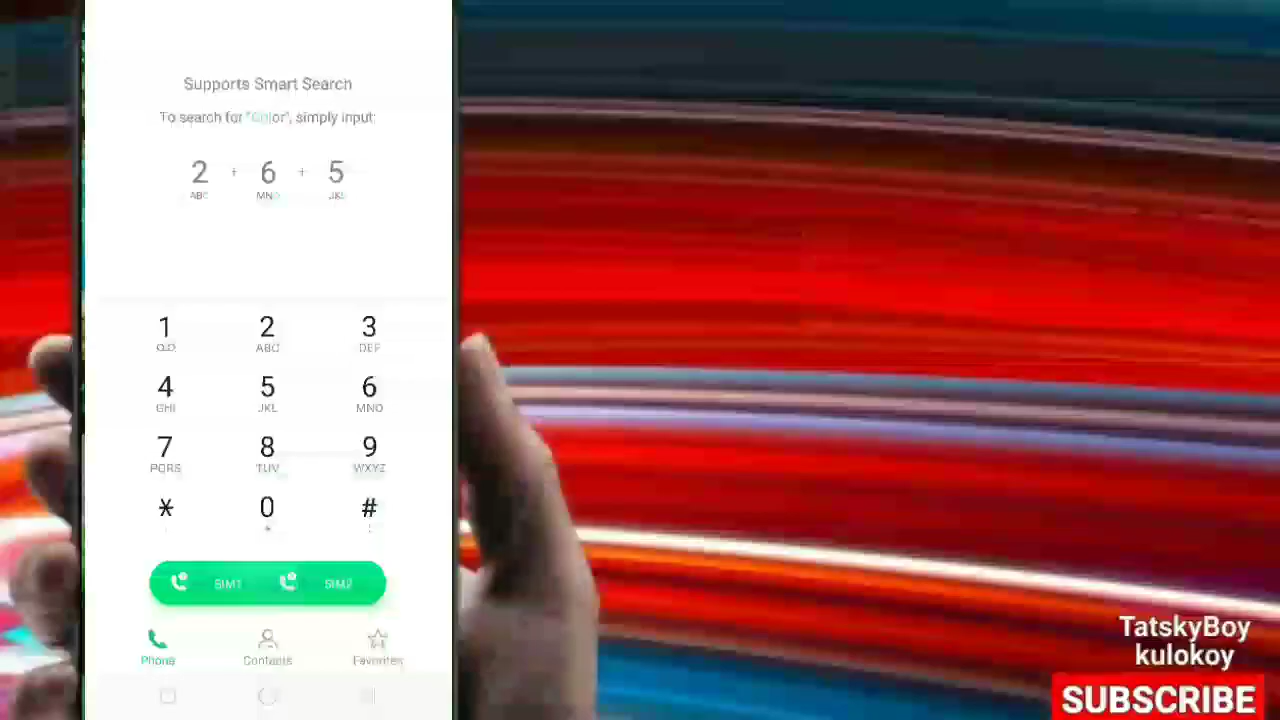 Supports Smart Search
To search for "Color", simply input:
2 + 6 + 5
ABC MNO JKL
1 2 3
ABC DEF
4 5 6
GHI JKL MNO
7 8 9
PQRS TUV WXYZ
* 0 #
+ ;
SIM1 SIM2
Phone Contacts Favorites
TatskyBoy
kulokoy
SUBSCRIBE